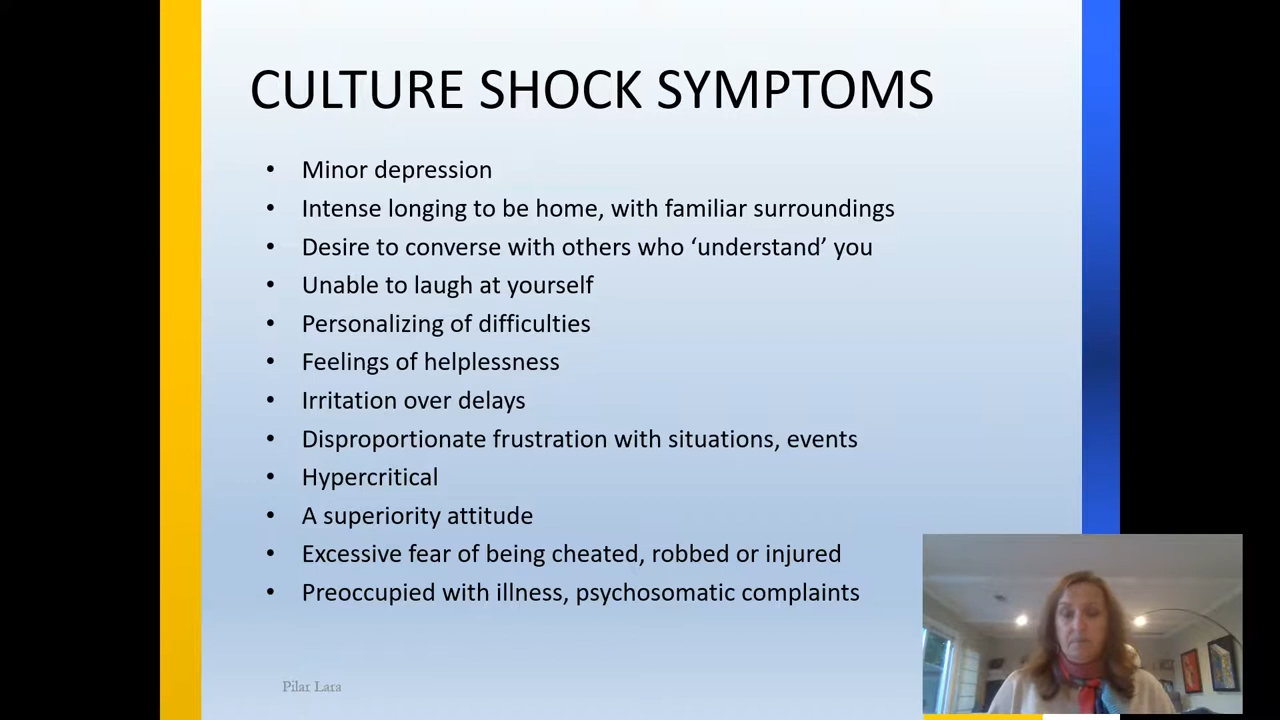 CULTURE SHOCK SYMPTOMS
• Minor depression
• Intense longing to be home, with familiar surroundings
• Desire to converse with others who ‘understand’ you
• Unable to laugh at yourself
• Personalizing of difficulties
• Feelings of helplessness
• Irritation over delays
• Disproportionate frustration with situations, events
• Hypercritical
• A superiority attitude
• Excessive fear of being cheated, robbed or injured
• Preoccupied with illness, psychosomatic complaints
Pilar Lara